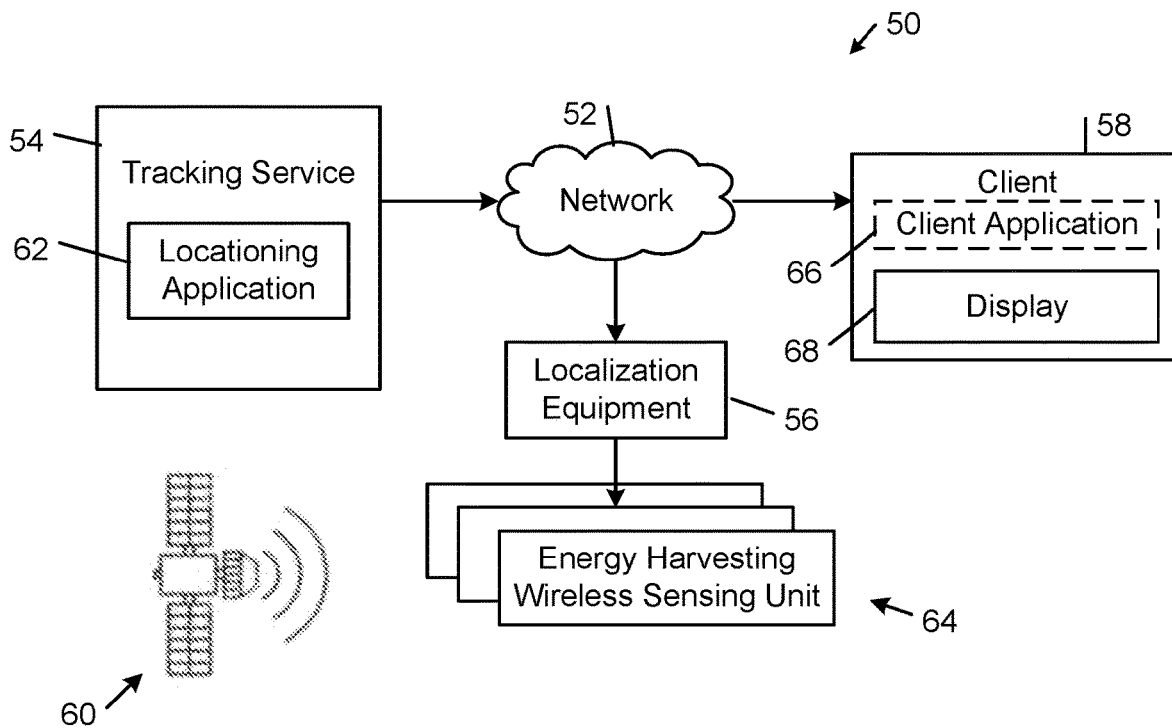 50
52
58
54
Tracking Service
Network
Client
Client Application
62
Locationing
Application
66
Display
68
Localization
Equipment
56
Energy Harvesting
Wireless Sensing Unit
64
60